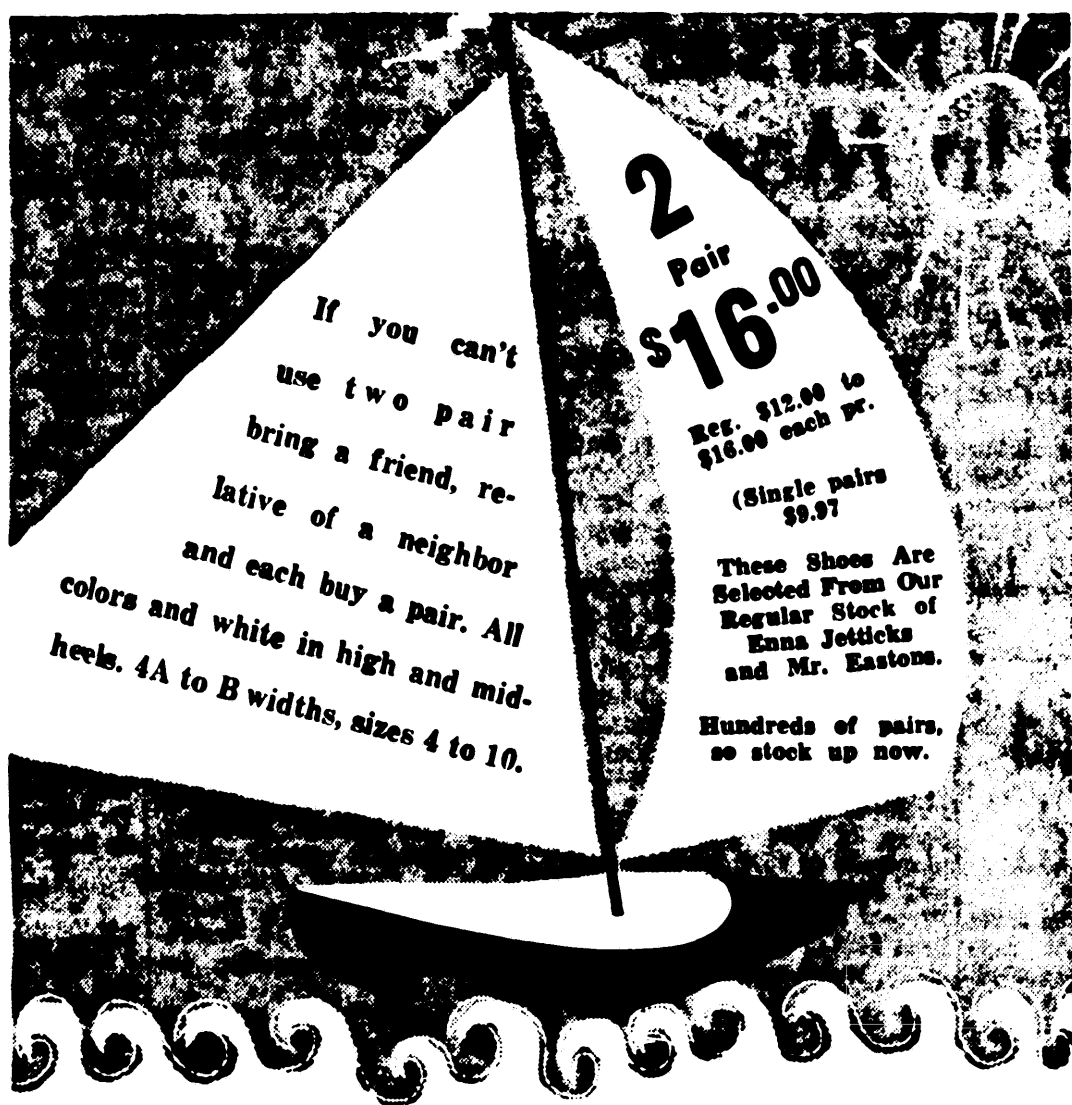 If you can't
use two pair
bring a friend, re-
lative of a neighbor
and each buy a pair. All
colors and white in high and mid-
heels. 4A to B widths, sizes 4 to 10.
2
Pair
$16.00
Reg. $12.00 to
$16.00 each pr.
(Single pairs
$9.97
These Shoes Are
Selected From Our
Regular Stock of
Enna Jetticks
and Mr. Eastons.
Hundreds of pairs,
so stock up now.